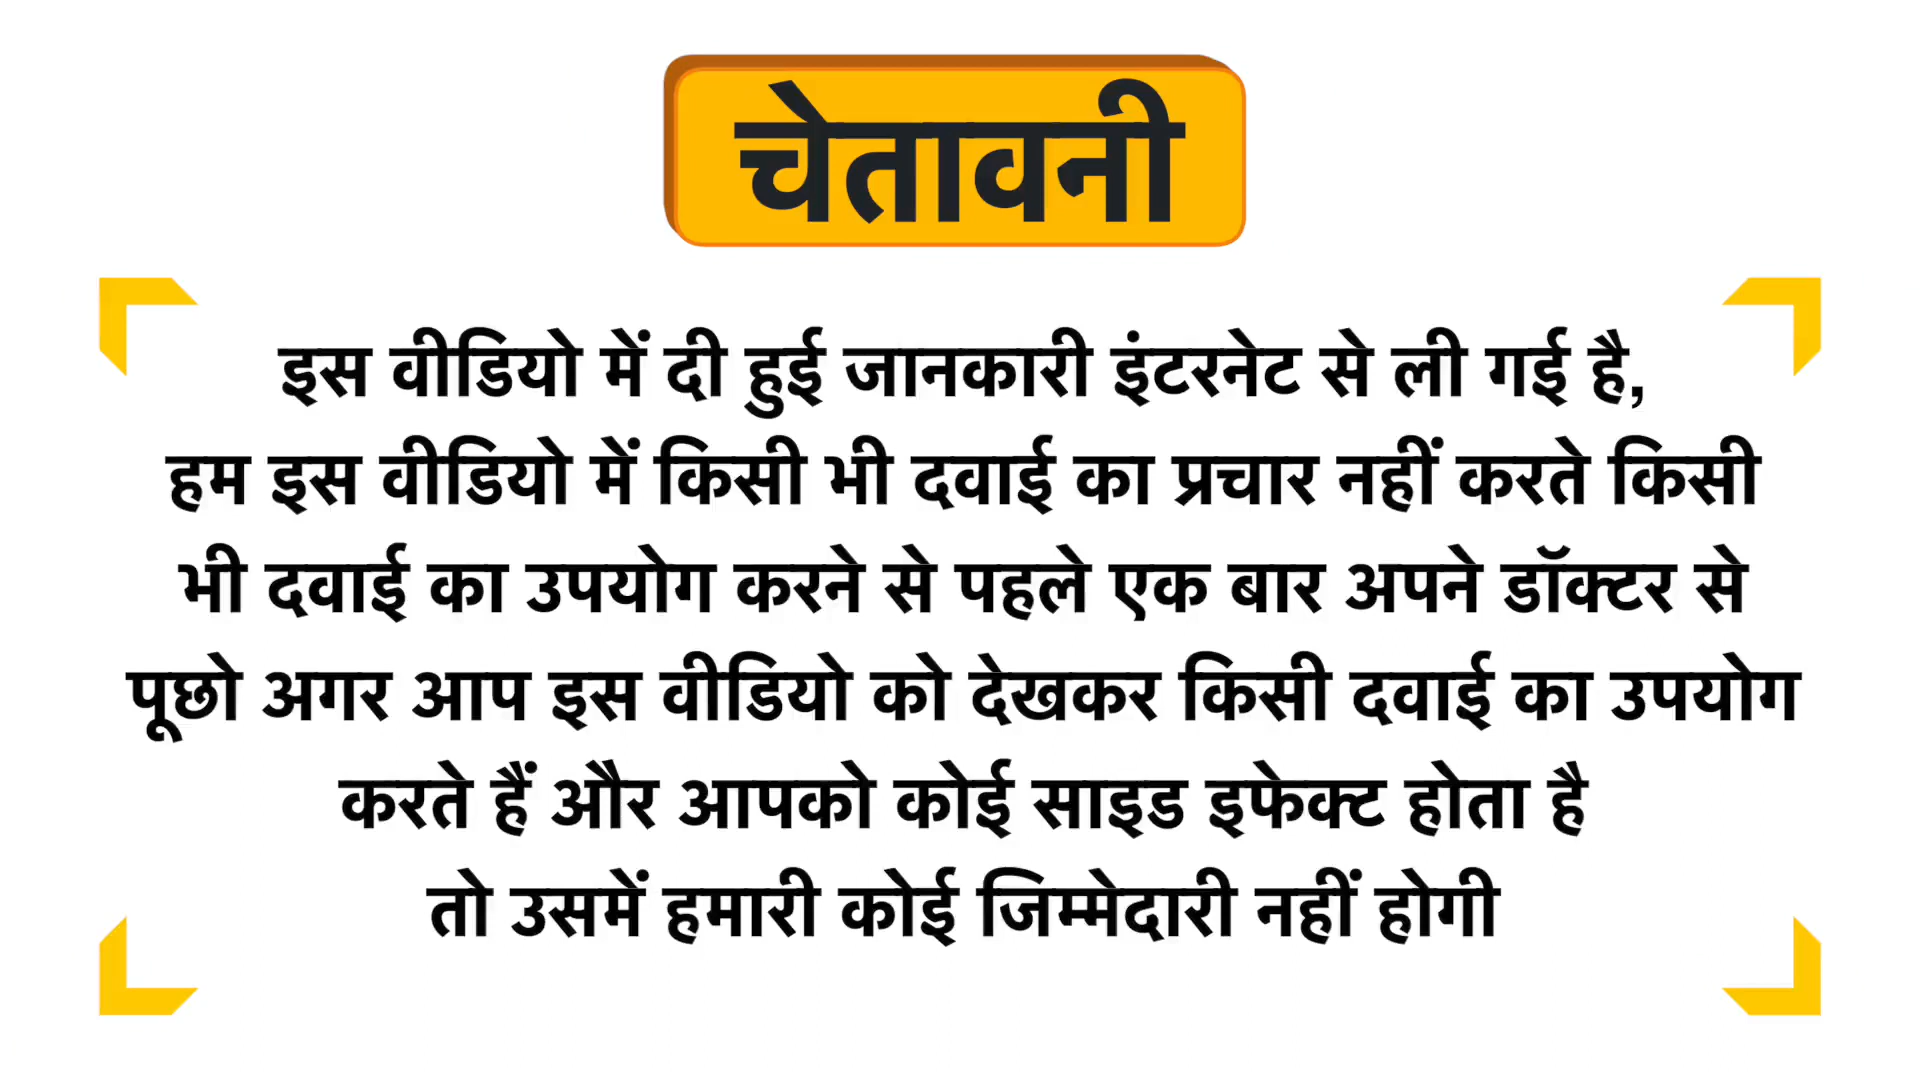 चेतावनी
इस वीडियो में दी हुई जानकारी इंटरनेट से ली गई है,
हम इस वीडियो में किसी भी दवाई का प्रचार नहीं करते किसी
भी दवाई का उपयोग करने से पहले एक बार अपने डॉक्टर से
पूछो अगर आप इस वीडियो को देखकर किसी दवाई का उपयोग
करते हैं और आपको कोई साइड इफेक्ट होता है
तो उसमें हमारी कोई जिम्मेदारी नहीं होगी